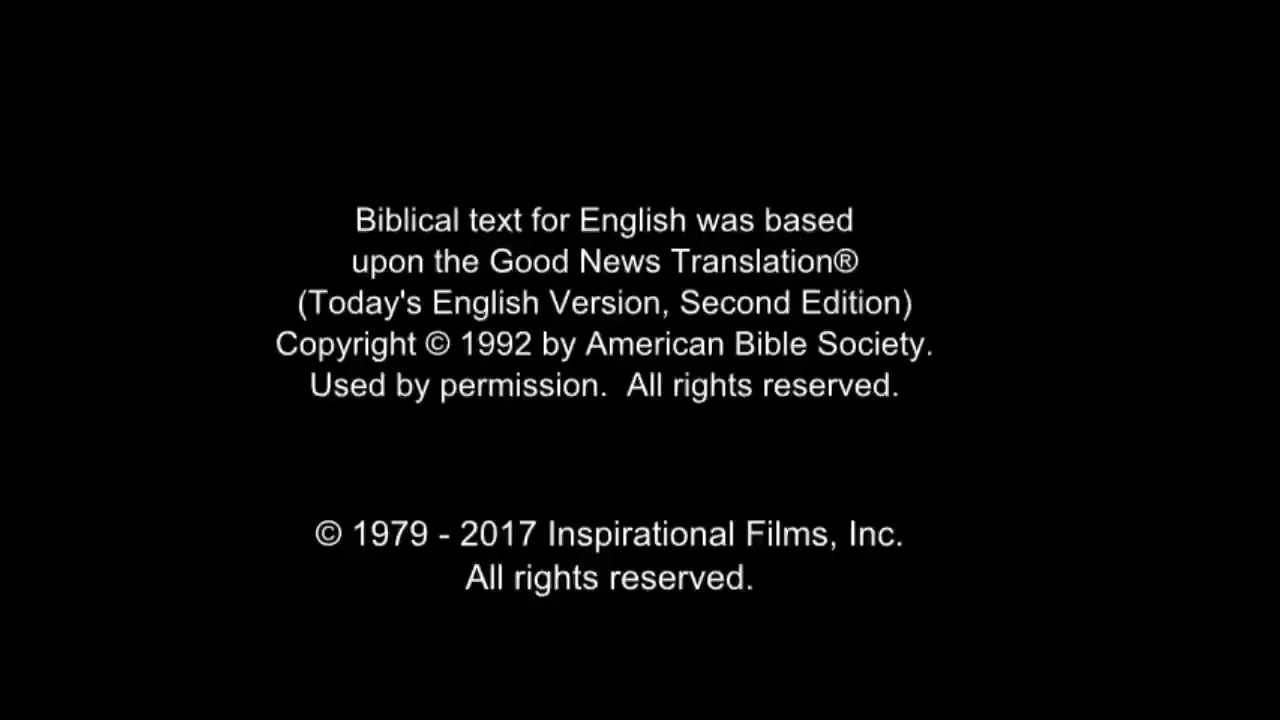 Biblical text for English was based
upon the Good News Translation®
(Today's English Version, Second Edition)
Copyright © 1992 by American Bible Society.
Used by permission.  All rights reserved.
© 1979 - 2017 Inspirational Films, Inc.
All rights reserved.